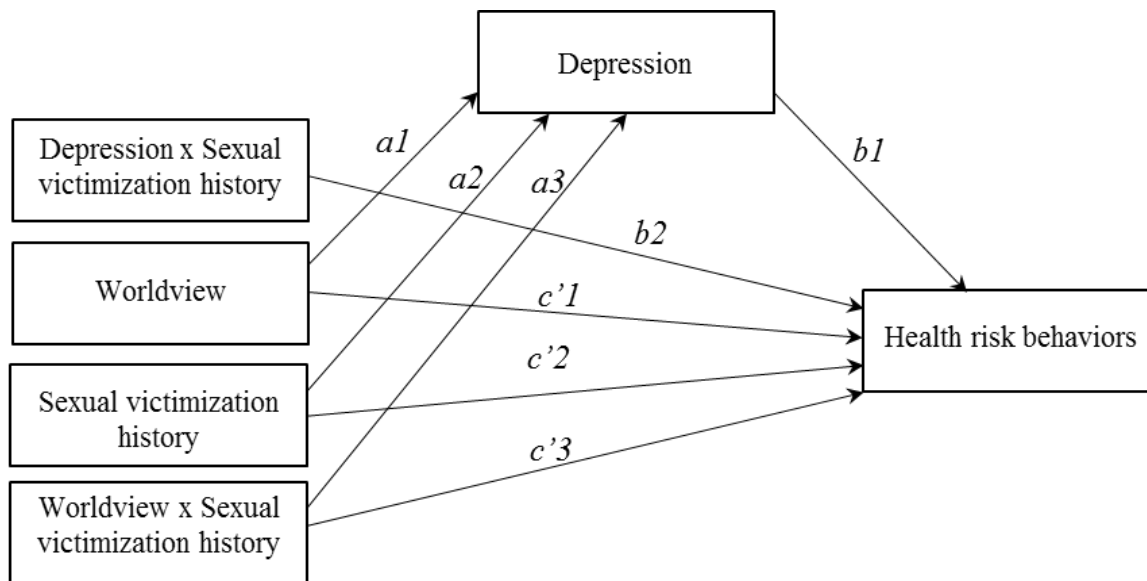 Depression
Depression x Sexual
victimization history
a1
a2
a3
b1
b2
Worldview
c’1
Health risk behaviors
c’2
Sexual victimization
history
c’3
Worldview x Sexual
victimization history